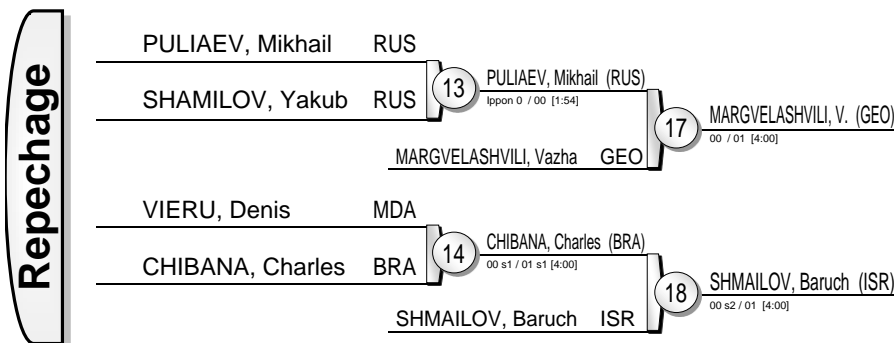 Repechage
PULIAEV, Mikhail RUS
SHAMILOV, Yakub RUS
13
PULIAEV, Mikhail (RUS)
Ippon 0 / 00 [1:54]
MARGVELASHVILI, Vazha GEO
17
MARGVELASHVILI, V. (GEO)
00 / 01 [4:00]
VIERU, Denis MDA
CHIBANA, Charles BRA
14
CHIBANA, Charles (BRA)
00 s1 / 01 s1 [4:00]
SHMAILOV, Baruch ISR
18
SHMAILOV, Baruch (ISR)
00 s2 / 01 [4:00]